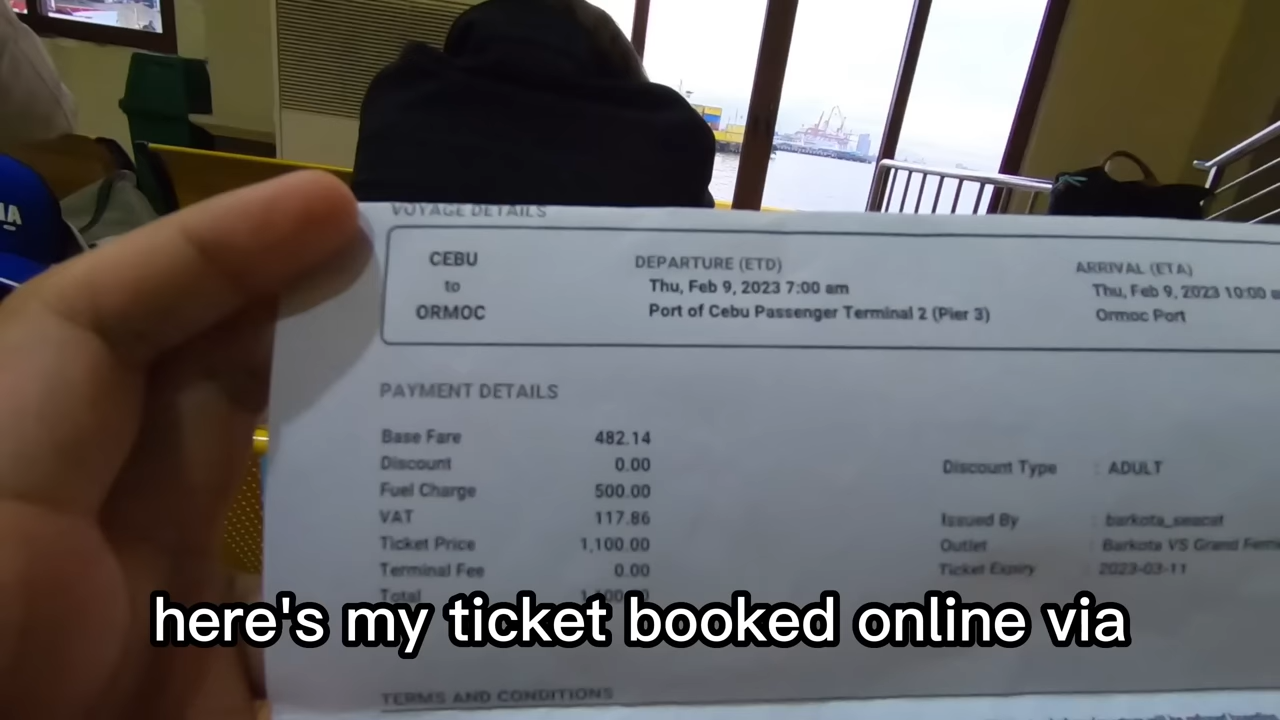 VOYAGE DETAILS
CEBU
to
ORMOC
DEPARTURE (ETD)
Thu, Feb 9, 2023 7:00 am
Port of Cebu Passenger Terminal 2 (Pier 3)
ARRIVAL (ETA)
Thu, Feb 9, 2023 10:00
Ormoc Port
PAYMENT DETAILS
Base Fare 482.14
Discount 0.00
Fuel Charge 500.00
VAT 117.86
Ticket Price 1,100.00
Terminal Fee 0.00
Total
Discount Type : ADULT
Issued By : barkota_seacat
Outlet : Barkota VS Grand
Ticket Expiry : 2023-03-11
here's my ticket booked online via
TERMS AND CONDITIONS